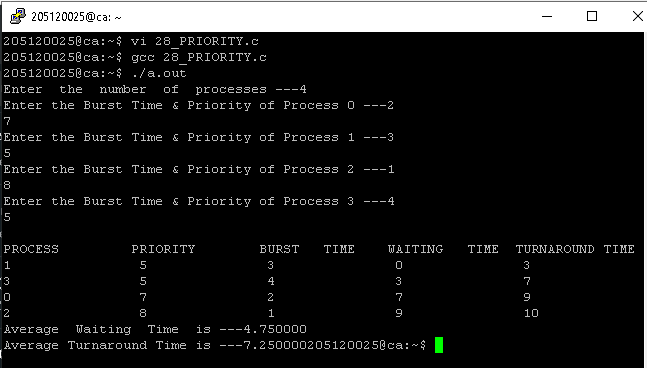 205120025@ca: ~
205120025@ca:~$ vi 28_PRIORITY.c
205120025@ca:~$ gcc 28_PRIORITY.c
205120025@ca:~$ ./a.out
Enter the number of processes ---4
Enter the Burst Time & Priority of Process 0 ---2
7
Enter the Burst Time & Priority of Process 1 ---3
5
Enter the Burst Time & Priority of Process 2 ---1
8
Enter the Burst Time & Priority of Process 3 ---4
5
PROCESS PRIORITY BURST TIME WAITING TIME TURNAROUND TIME
1 5 3 0 3
3 5 4 3 7
0 7 2 7 9
2 8 1 9 10
Average Waiting Time is ---4.750000
Average Turnaround Time is ---7.250000205120025@ca:~$